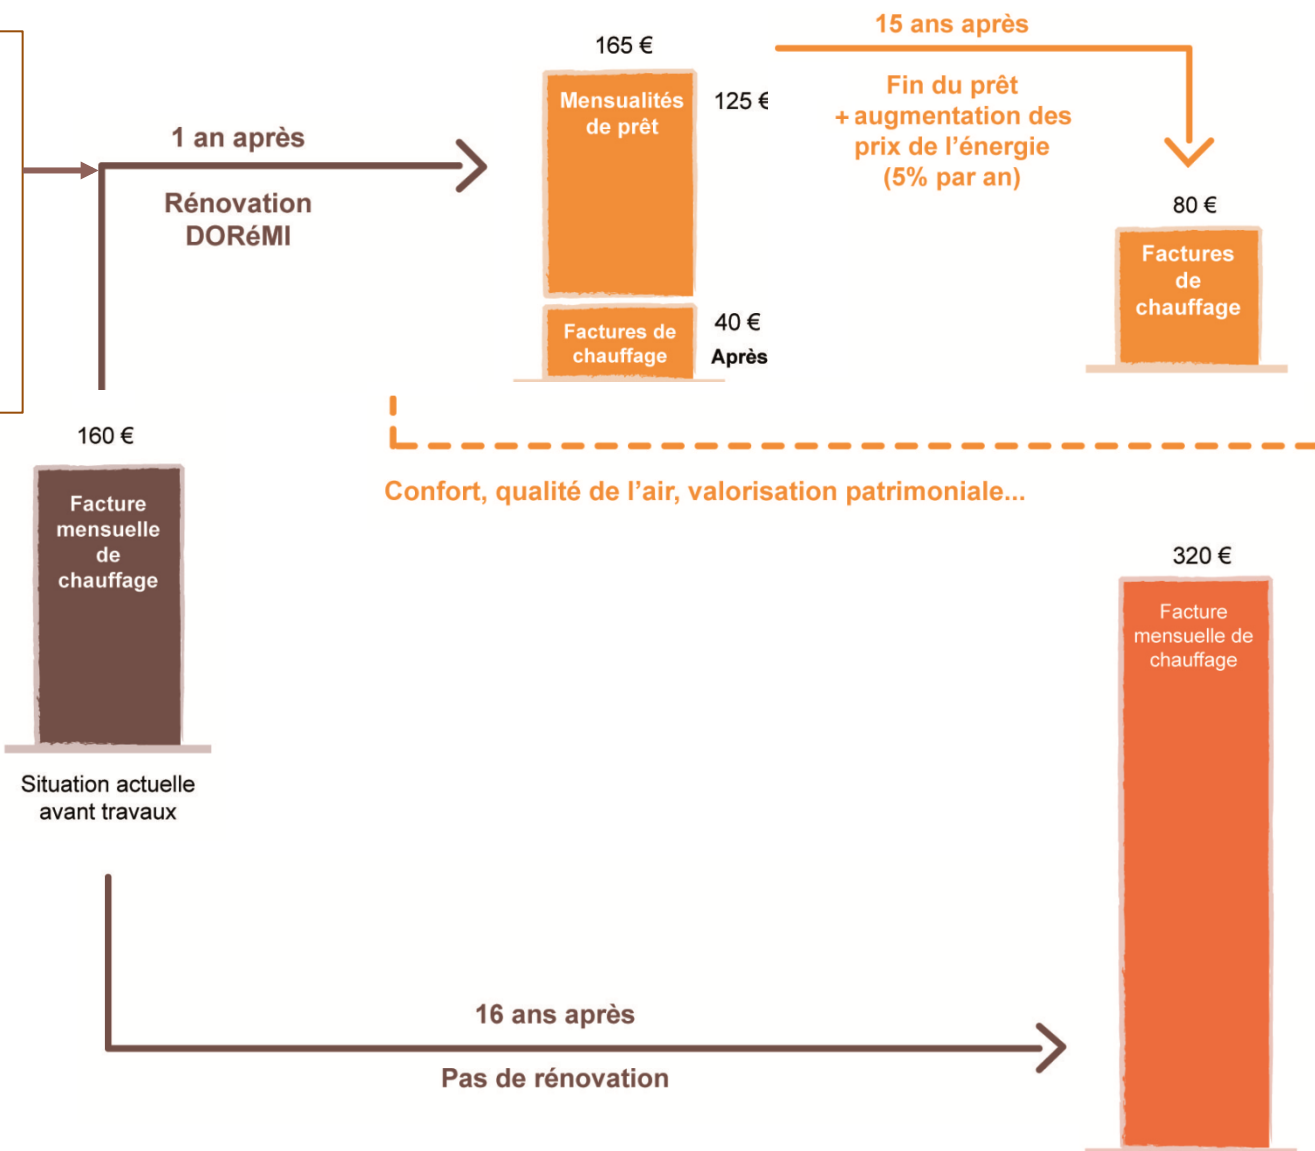 1 an après
Rénovation
DORéMI
165 €
Mensualités
de prêt
125 €
Factures de
chauffage
40 €
Après
15 ans après
Fin du prêt
+ augmentation des
prix de l'énergie
(5% par an)
80 €
Factures
de
chauffage
160 €
Facture
mensuelle
de
chauffage
Situation actuelle
avant travaux
Confort, qualité de l'air, valorisation patrimoniale...
320 €
Facture
mensuelle de
chauffage
16 ans après
Pas de rénovation